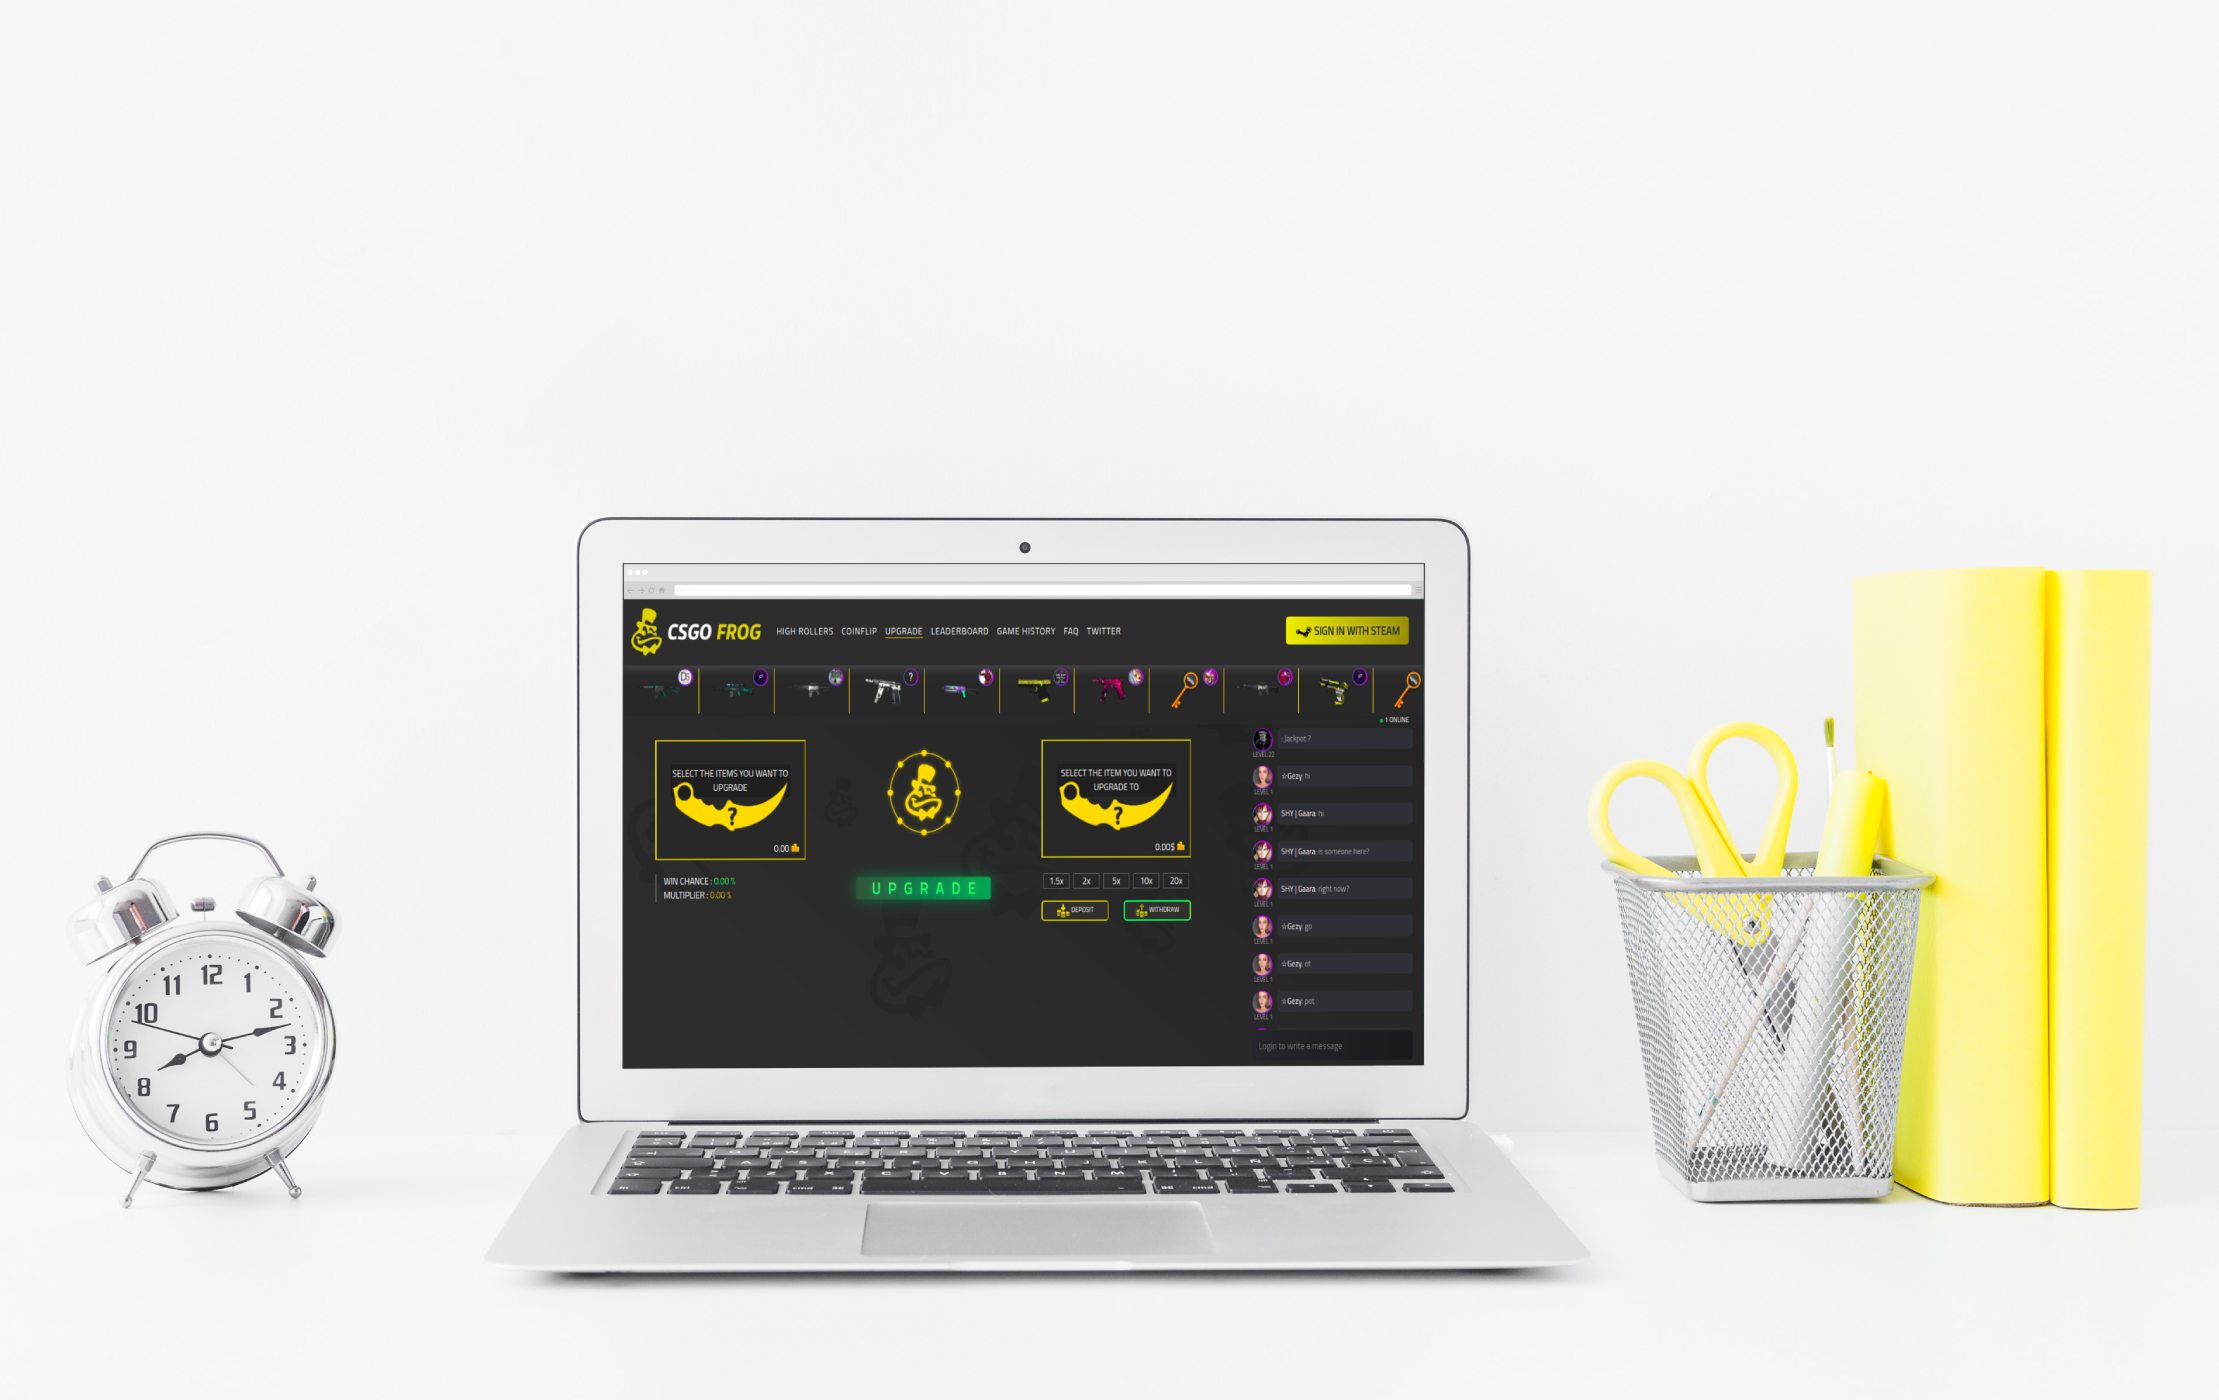 CSGO FROG
HIGH ROLLERS COINFLIP UPGRADE LEADERBOARD GAME HISTORY FAQ TWITTER
SIGN IN WITH STEAM
1 ONLINE
SELECT THE ITEMS YOU WANT TO
UPGRADE
?
0.00
WIN CHANCE : 0.00 %
MULTIPLIER : 0.00 %
UPGRADE
SELECT THE ITEM YOU WANT TO
UPGRADE TO
?
0.00$
1.5x 2x 5x 10x 20x
DEPOSIT WITHDRAW
: Jackpot ?
LEVEL 22
☆Gezy: hi
LEVEL 1
SHY | Gaara: hi
LEVEL 1
SHY | Gaara: is someone here?
LEVEL 1
SHY | Gaara: right now?
LEVEL 1
☆Gezy: go
LEVEL 1
☆Gezy: ot
LEVEL 1
☆Gezy: pot
LEVEL 1
Login to write a message
12
11 1
10 2
9 3
8 4
7 5
6